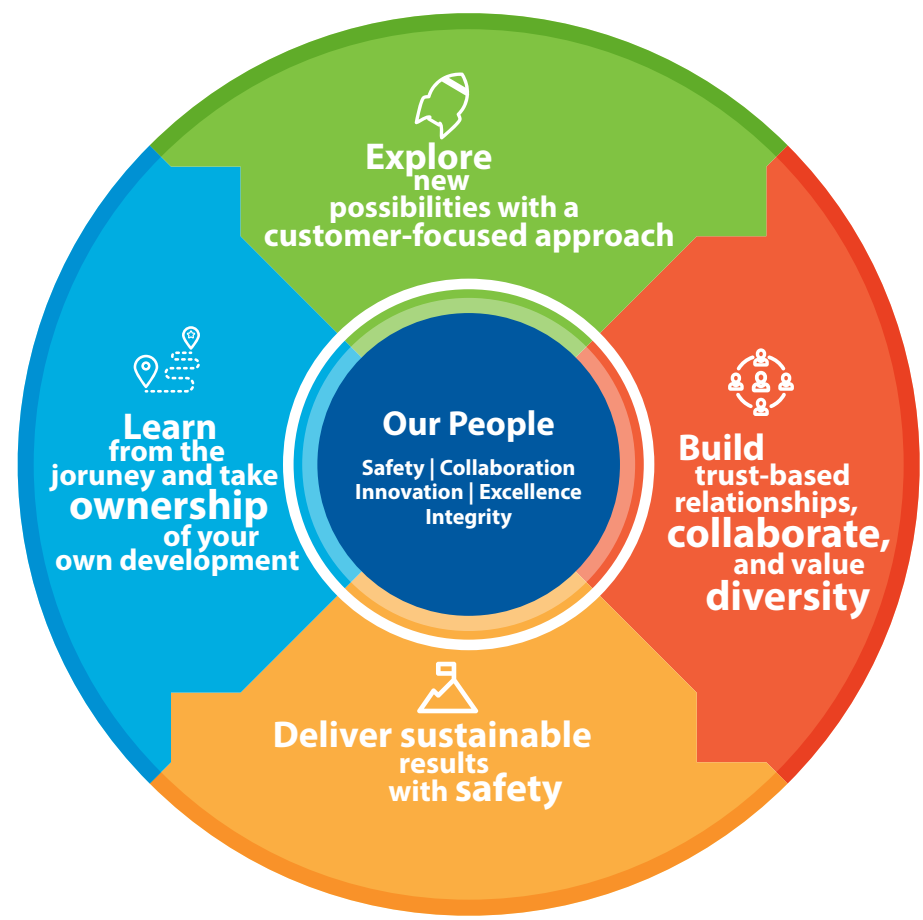 Explore
new
possibilities with a
customer-focused approach
Learn
from the
joruney and take
ownership
of your
own development
Our People
Safety | Collaboration
Innovation | Excellence
Integrity
Build
trust-based
relationships,
collaborate,
and value
diversity
Deliver sustainable
results
with safety